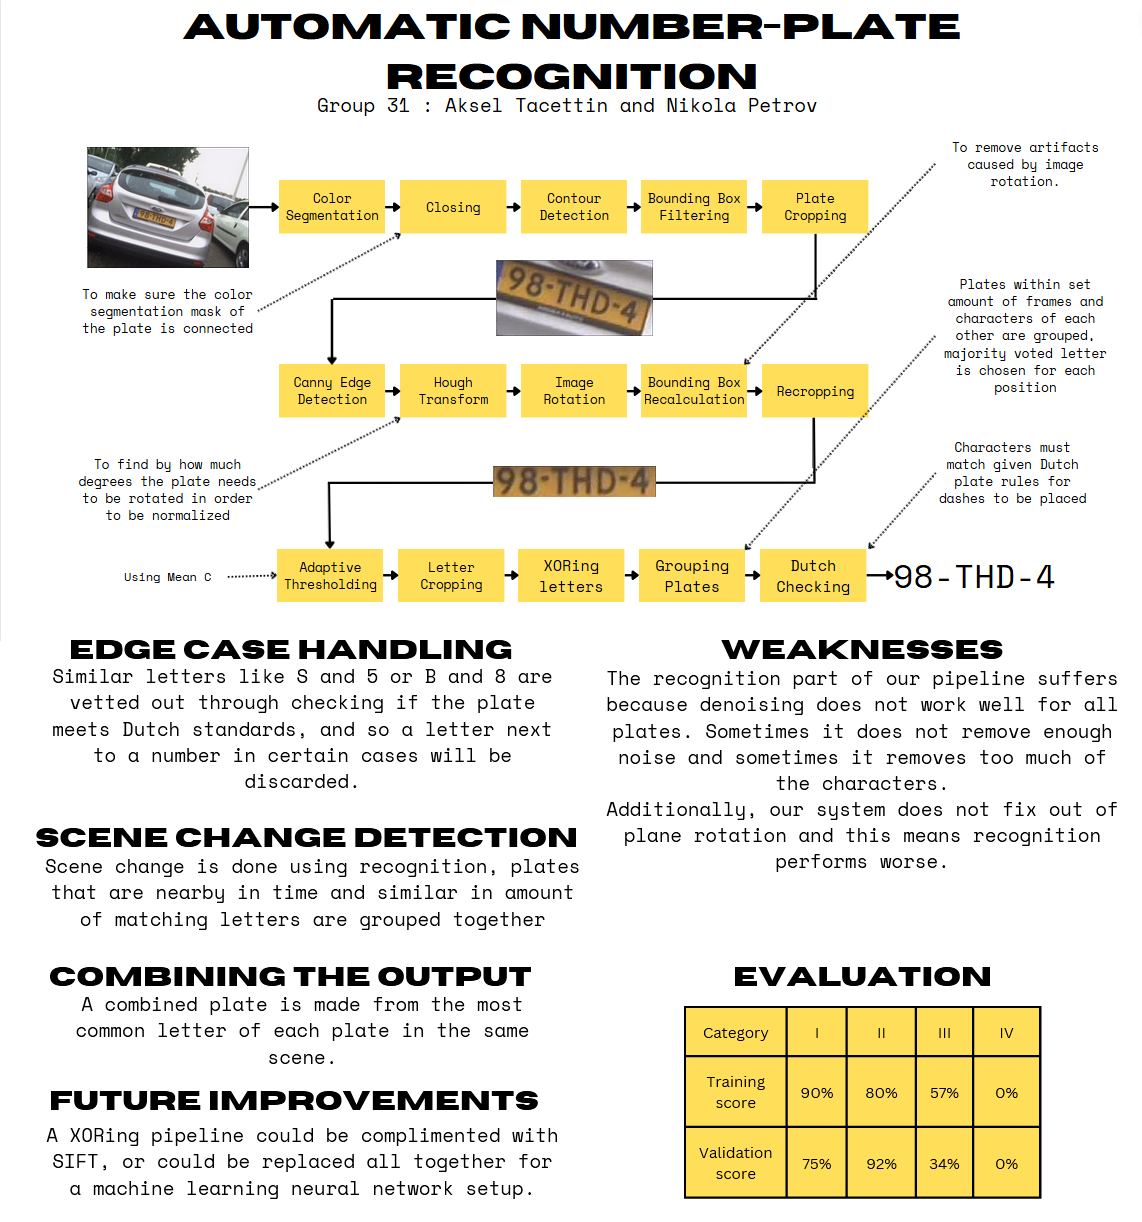 AUTOMATIC NUMBER-PLATE
RECOGNITION
Group 31 : Aksel Tacettin and Nikola Petrov
To remove artifacts
caused by image
rotation.
98-THD-4
Color
Segmentation
Closing
Contour
Detection
Bounding Box
Filtering
Plate
Cropping
To make sure the color
segmentation mask of
the plate is connected
98-THD-4
Plates within set
amount of frames and
characters of each
other are grouped,
majority voted letter
is chosen for each
position
Canny Edge
Detection
Hough
Transform
Image
Rotation
Bounding Box
Recalculation
Recropping
To find by how much
degrees the plate needs
to be rotated in order
to be normalized
98-THD-4
Characters must
match given Dutch
plate rules for
dashes to be placed
Using Mean C
Adaptive
Thresholding
Letter
Cropping
XORing
letters
Grouping
Plates
Dutch
Checking
98-THD-4
EDGE CASE HANDLING
Similar letters like S and 5 or B and 8 are
vetted out through checking if the plate
meets Dutch standards, and so a letter next
to a number in certain cases will be
discarded.
SCENE CHANGE DETECTION
Scene change is done using recognition, plates
that are nearby in time and similar in amount
of matching letters are grouped together
COMBINING THE OUTPUT
A combined plate is made from the most
common letter of each plate in the same
scene.
FUTURE IMPROVEMENTS
A XORing pipeline could be complimented with
SIFT, or could be replaced all together for
a machine learning neural network setup.
WEAKNESSES
The recognition part of our pipeline suffers
because denoising does not work well for all
plates. Sometimes it does not remove enough
noise and sometimes it removes too much of
the characters.
Additionally, our system does not fix out of
plane rotation and this means recognition
performs worse.
EVALUATION
Category I II III IV
Training
score 90% 80% 57% 0%
Validation
score 75% 92% 34% 0%